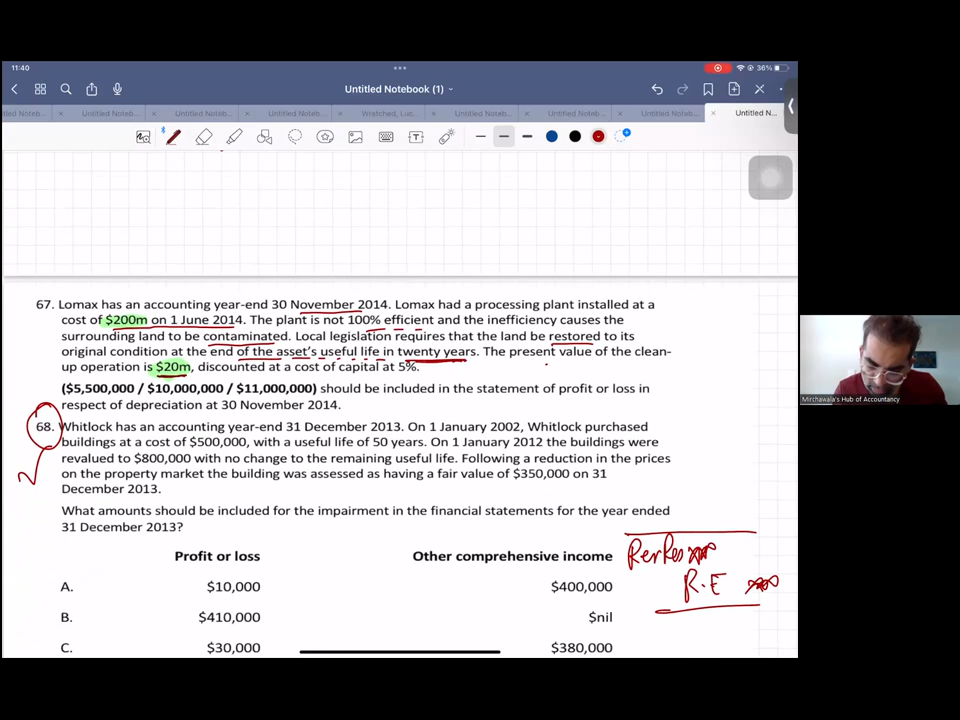 11:40
36%
Untitled Notebook (1)
tled Noteb...
Untitled Noteb...
Untitled Noteb...
Untitled Noteb...
Watched, Luc...
Untitled Noteb...
Untitled Noteb...
Untitled Noteb...
Untitled N...
67. Lomax has an accounting year-end 30 November 2014. Lomax had a processing plant installed at a
cost of $200m on 1 June 2014. The plant is not 100% efficient and the inefficiency causes the
surrounding land to be contaminated. Local legislation requires that the land be restored to its
original condition at the end of the asset's useful life in twenty years. The present value of the clean-
up operation is $20m, discounted at a cost of capital at 5%.
($5,500,000 / $10,000,000 / $11,000,000) should be included in the statement of profit or loss in
respect of depreciation at 30 November 2014.
68. Whitlock has an accounting year-end 31 December 2013. On 1 January 2002, Whitlock purchased
buildings at a cost of $500,000, with a useful life of 50 years. On 1 January 2012 the buildings were
revalued to $800,000 with no change to the remaining useful life. Following a reduction in the prices
on the property market the building was assessed as having a fair value of $350,000 on 31
December 2013.
What amounts should be included for the impairment in the financial statements for the year ended
31 December 2013?
Profit or loss Other comprehensive income
A. $10,000 $400,000
B. $410,000 $nil
C. $30,000 $380,000
R.E
Mirchawala's Hub of Accountancy